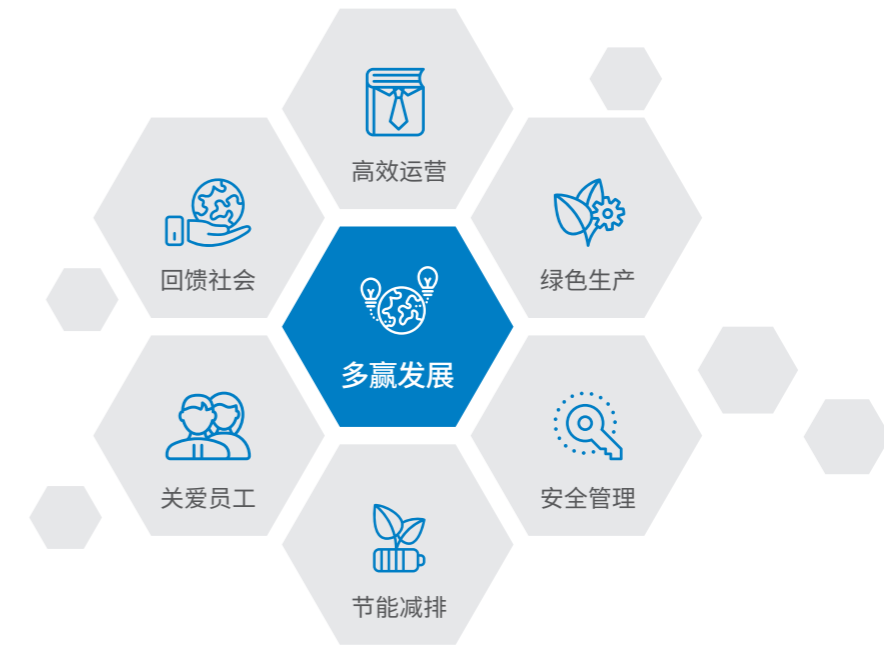 高效运营
回馈社会
绿色生产
多赢发展
关爱员工
安全管理
节能减排